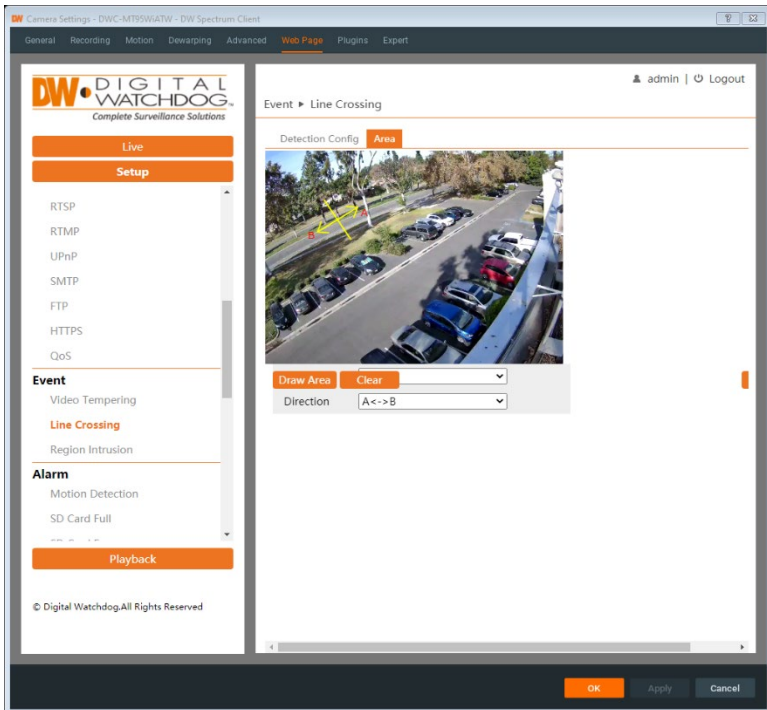 DW Camera Settings - DWC-MT95WiATW - DW Spectrum Client
General Recording Motion Dewarping Advanced Web Page Plugins Expert
DW DIGITAL WATCHDOG
Complete Surveillance Solutions
admin | Logout
Event ▸ Line Crossing
Live
Setup
Detection Config Area
RTSP
RTMP
UPnP
SMTP
FTP
HTTPS
QoS
A
B
Draw Area Clear
Direction A<->B
Event
Video Tempering
Line Crossing
Region Intrusion
Alarm
Motion Detection
SD Card Full
Playback
© Digital Watchdog.All Rights Reserved
OK Apply Cancel